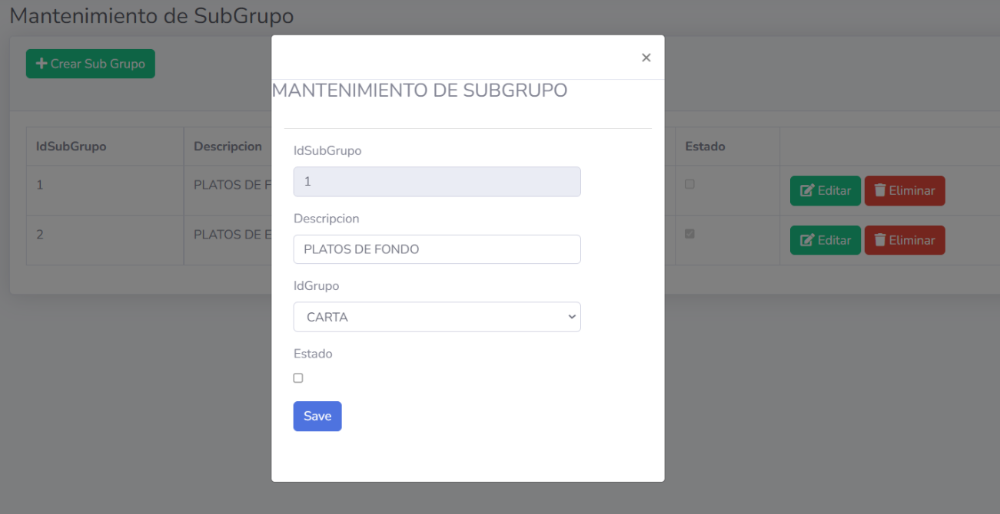 Mantenimiento de SubGrupo
Crear Sub Grupo
×
MANTENIMIENTO DE SUBGRUPO
IdSubGrupo
Descripcion
Estado
1
PLATOS DE F
Editar
Eliminar
2
PLATOS DE E
Editar
Eliminar
IdSubGrupo
1
Descripcion
PLATOS DE FONDO
IdGrupo
CARTA
Estado
Save